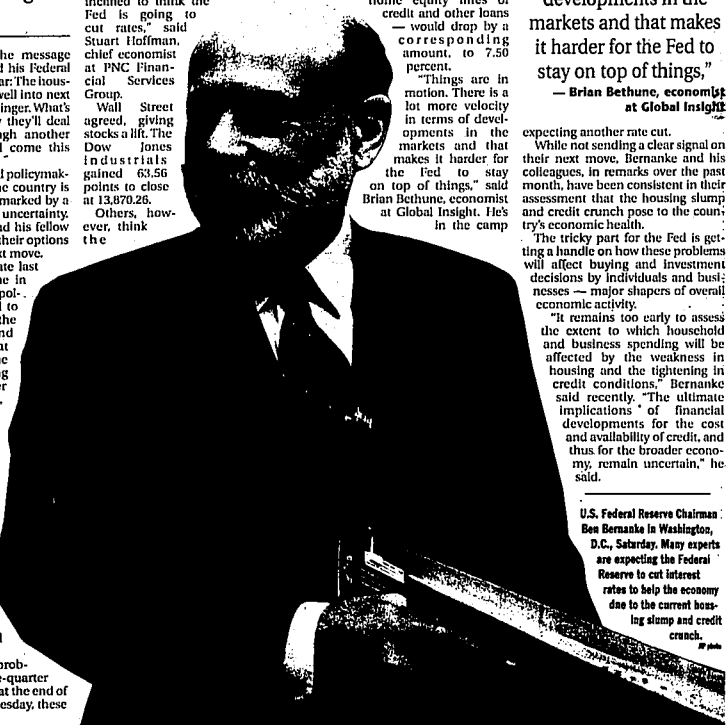 he message
d his Federal
ar: The hous-
well into next
inger. What's
they'll deal
gh another
come this
d policymak-
he country is
marked by a
uncertainty.
nd his fellow
their options
xt move.
ate last
e in
pol-
l to
the
nd
at
e
ng
er
prob-
e-quarter
at the end of
esday, these
inclined to think the
Fed is going to
cut rates," said
Stuart Hoffman,
chief economist
at PNC Finan-
cial Services
Group.
Wall Street
agreed, giving
stocks a lift. The
Dow Jones
industrials
gained 63.56
points to close
at 13,870.26.
Others, how-
ever, think
the
home equity lines of
credit and other loans
— would drop by a
corresponding
amount, to 7.50
percent.
"Things are in
motion. There is a
lot more velocity
in terms of devel-
opments in the
markets and that
makes it harder for
the Fed to stay
on top of things," said
Brian Bethune, economist
at Global Insight. He's
in the camp
developments in the
markets and that makes
it harder for the Fed to
stay on top of things,"
— Brian Bethune, economist
at Global Insight
expecting another rate cut.
While not sending a clear signal on
their next move, Bernanke and his
colleagues, in remarks over the past
month, have been consistent in their
assessment that the housing slump
and credit crunch pose to the coun-
try's economic health.
The tricky part for the Fed is get-
ting a handle on how these problems
will affect buying and investment
decisions by individuals and busi-
nesses — major shapers of overall
economic activity.
"It remains too early to assess
the extent to which household
and business spending will be
affected by the weakness in
housing and the tightening in
credit conditions," Bernanke
said recently. "The ultimate
implications of financial
developments for the cost
and availability of credit, and
thus for the broader econo-
my, remain uncertain," he
said.
U.S. Federal Reserve Chairman
Ben Bernanke in Washington,
D.C., Saturday. Many experts
are expecting the Federal
Reserve to cut interest
rates to help the economy
due to the current hous-
ing slump and credit
crunch.
AP photo